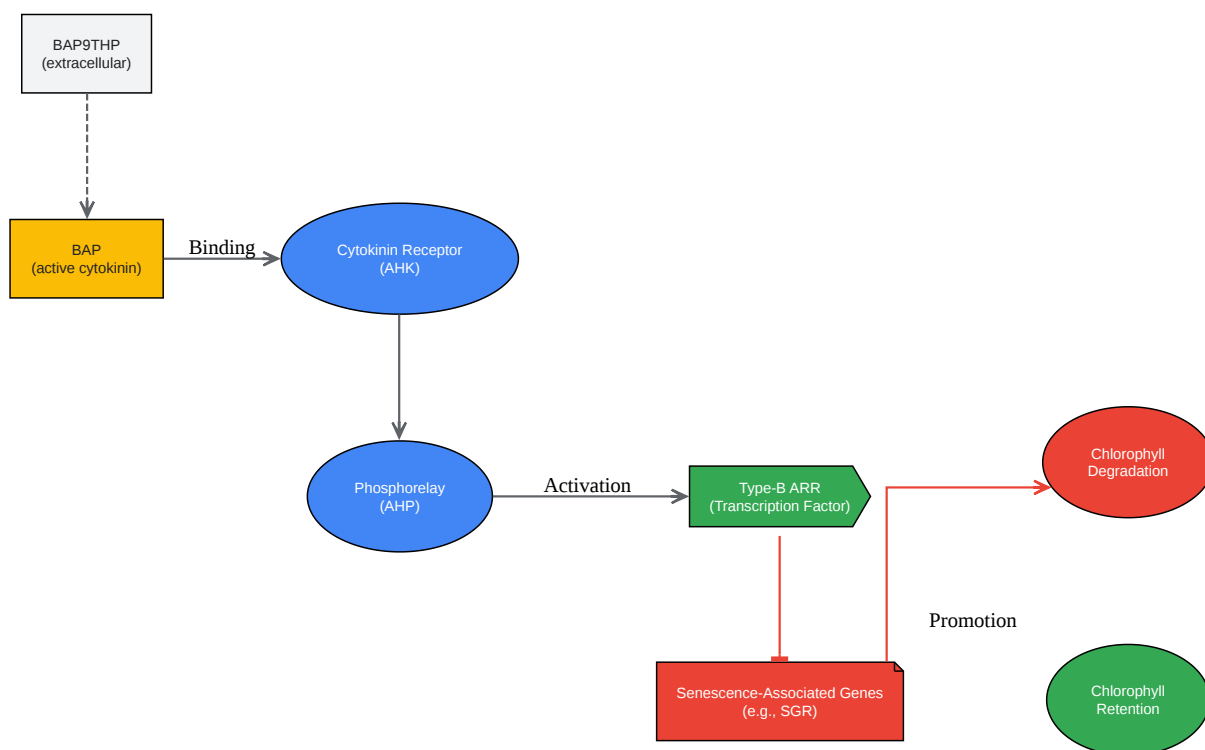 BAP9THP
(extracellular)
BAP
(active cytokinin)
Binding
Cytokinin Receptor
(AHK)
Phosphorelay
(AHP)
Activation
Type-B ARR
(Transcription Factor)
Chlorophyll
Degradation
Promotion
Senescence-Associated Genes
(e.g., SGR)
Chlorophyll
Retention